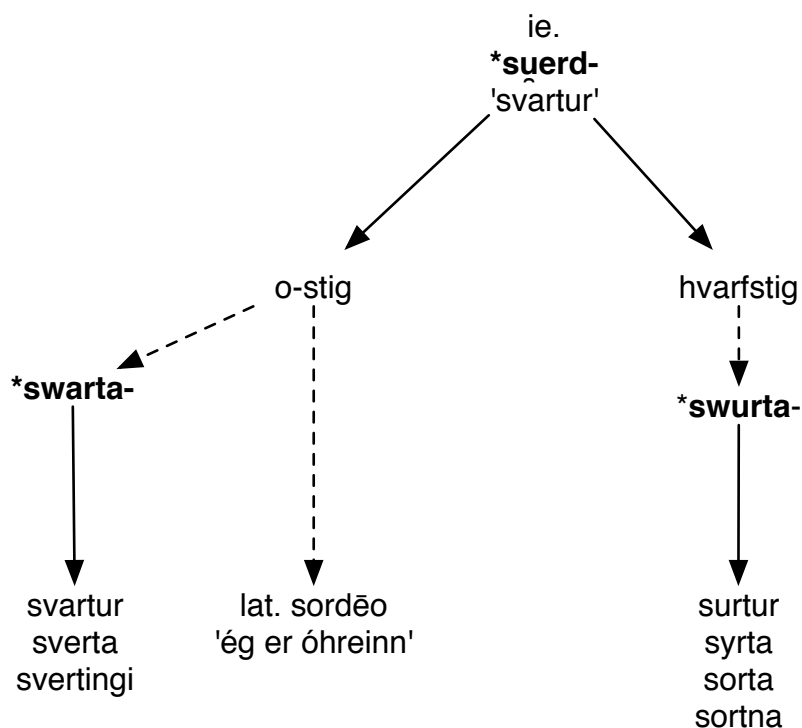 ie.
*su̯erd-
'svartur'
o-stig
hvarfstig
*swarta-
*swurta-
svartur
sverta
svertingi
lat. sordēo
'ég er óhreinn'
surtur
syrta
sorta
sortna